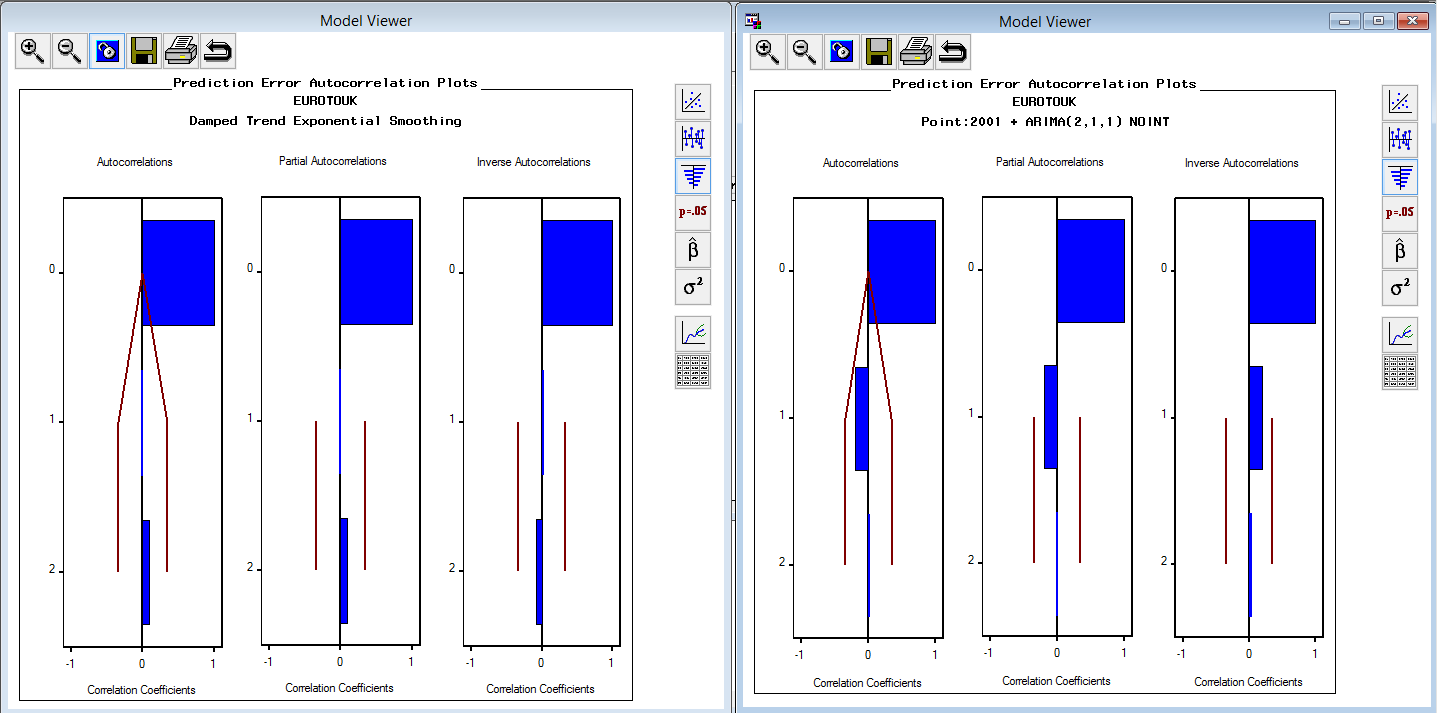 Model Viewer
Prediction Error Autocorrelation Plots
EUROTOUK
Damped Trend Exponential Smoothing
Autocorrelations
Partial Autocorrelations
Inverse Autocorrelations
0
1
2
-1 0 1
Correlation Coefficients
0
1
2
-1 0 1
Correlation Coefficients
0
1
2
-1 0 1
Correlation Coefficients
p=.05
β̂
σ²
Model Viewer
Prediction Error Autocorrelation Plots
EUROTOUK
Point:2001 + ARIMA(2,1,1) NOINT
Autocorrelations
Partial Autocorrelations
Inverse Autocorrelations
0
1
2
-1 0 1
Correlation Coefficients
0
1
2
-1 0 1
Correlation Coefficients
0
1
2
-1 0 1
Correlation Coefficients
p=.05
β̂
σ²